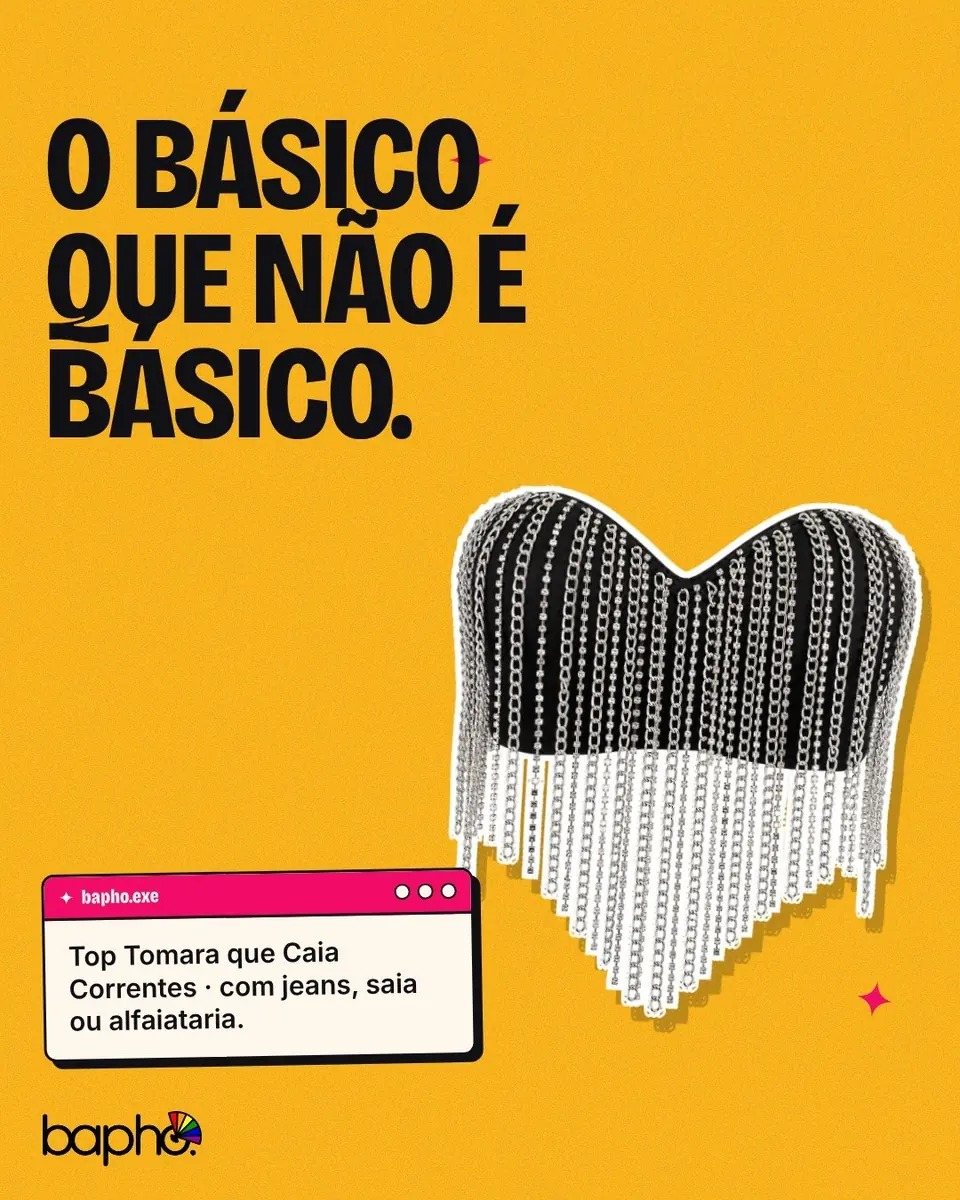 O BÁSICO
QUE NÃO É
BÁSICO.
bapho.exe
Top Tomara que Caia
Correntes · com jeans, saia
ou alfaiataria.
bapho.